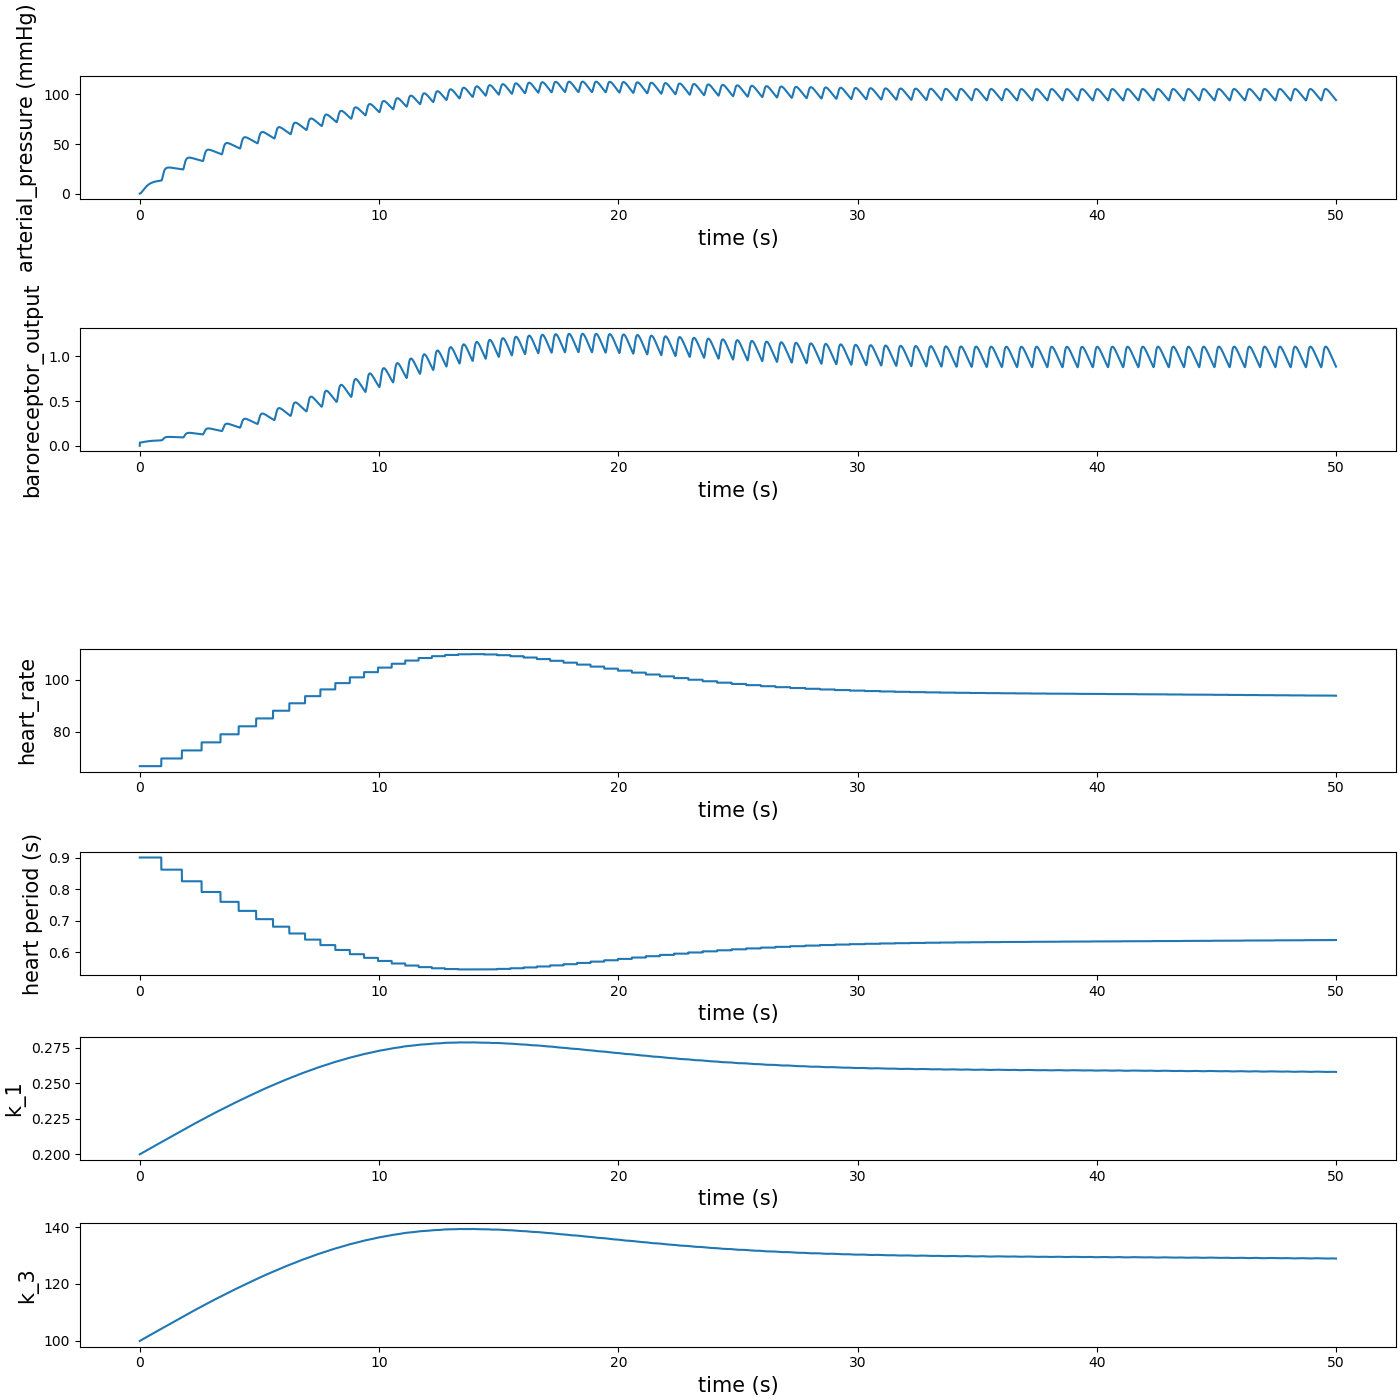 arterial_pressure (mmHg)
100
50
0
0 10 20 30 40 50
time (s)
baroreceptor_output
1.0
0.5
0.0
0 10 20 30 40 50
time (s)
heart_rate
100
80
0 10 20 30 40 50
time (s)
heart period (s)
0.9
0.8
0.7
0.6
0 10 20 30 40 50
time (s)
k_1
0.275
0.250
0.225
0.200
0 10 20 30 40 50
time (s)
k_3
140
120
100
0 10 20 30 40 50
time (s)